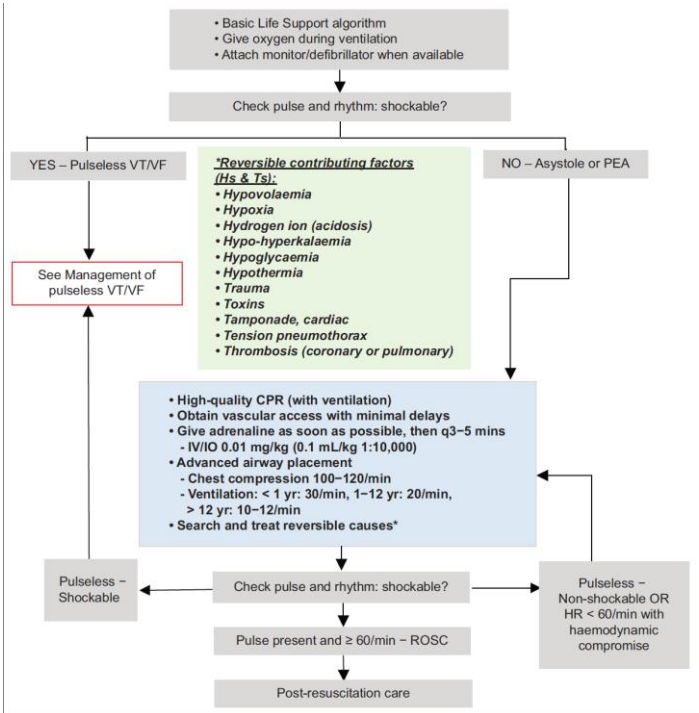 • Basic Life Support algorithm
• Give oxygen during ventilation
• Attach monitor/defibrillator when available
Check pulse and rhythm: shockable?
YES – Pulseless VT/VF
NO – Asystole or PEA
*Reversible contributing factors
(Hs & Ts):
• Hypovolaemia
• Hypoxia
• Hydrogen ion (acidosis)
• Hypo-hyperkalaemia
• Hypoglycaemia
• Hypothermia
• Trauma
• Toxins
• Tamponade, cardiac
• Tension pneumothorax
• Thrombosis (coronary or pulmonary)
See Management of
pulseless VT/VF
• High-quality CPR (with ventilation)
• Obtain vascular access with minimal delays
• Give adrenaline as soon as possible, then q3–5 mins
- IV/IO 0.01 mg/kg (0.1 mL/kg 1:10,000)
• Advanced airway placement
- Chest compression 100–120/min
- Ventilation: < 1 yr: 30/min, 1–12 yr: 20/min,
> 12 yr: 10–12/min
• Search and treat reversible causes*
Pulseless –
Shockable
Check pulse and rhythm: shockable?
Pulseless –
Non-shockable OR
HR < 60/min with
haemodynamic
compromise
Pulse present and ≥ 60/min – ROSC
Post-resuscitation care